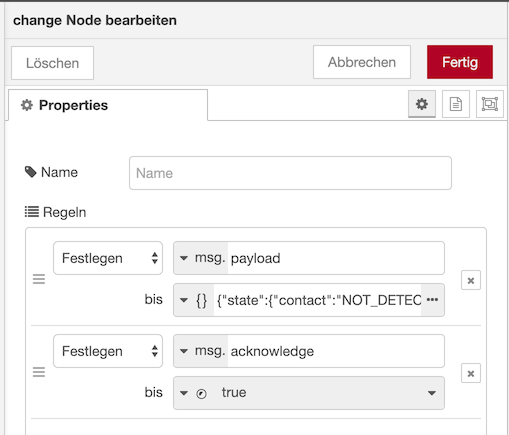 change Node bearbeiten
Löschen
Abbrechen
Fertig
Properties
Name
Name
Regeln
Festlegen
msg. payload
bis
{} {"state":{"contact":"NOT_DETEC
Festlegen
msg. acknowledge
bis
true